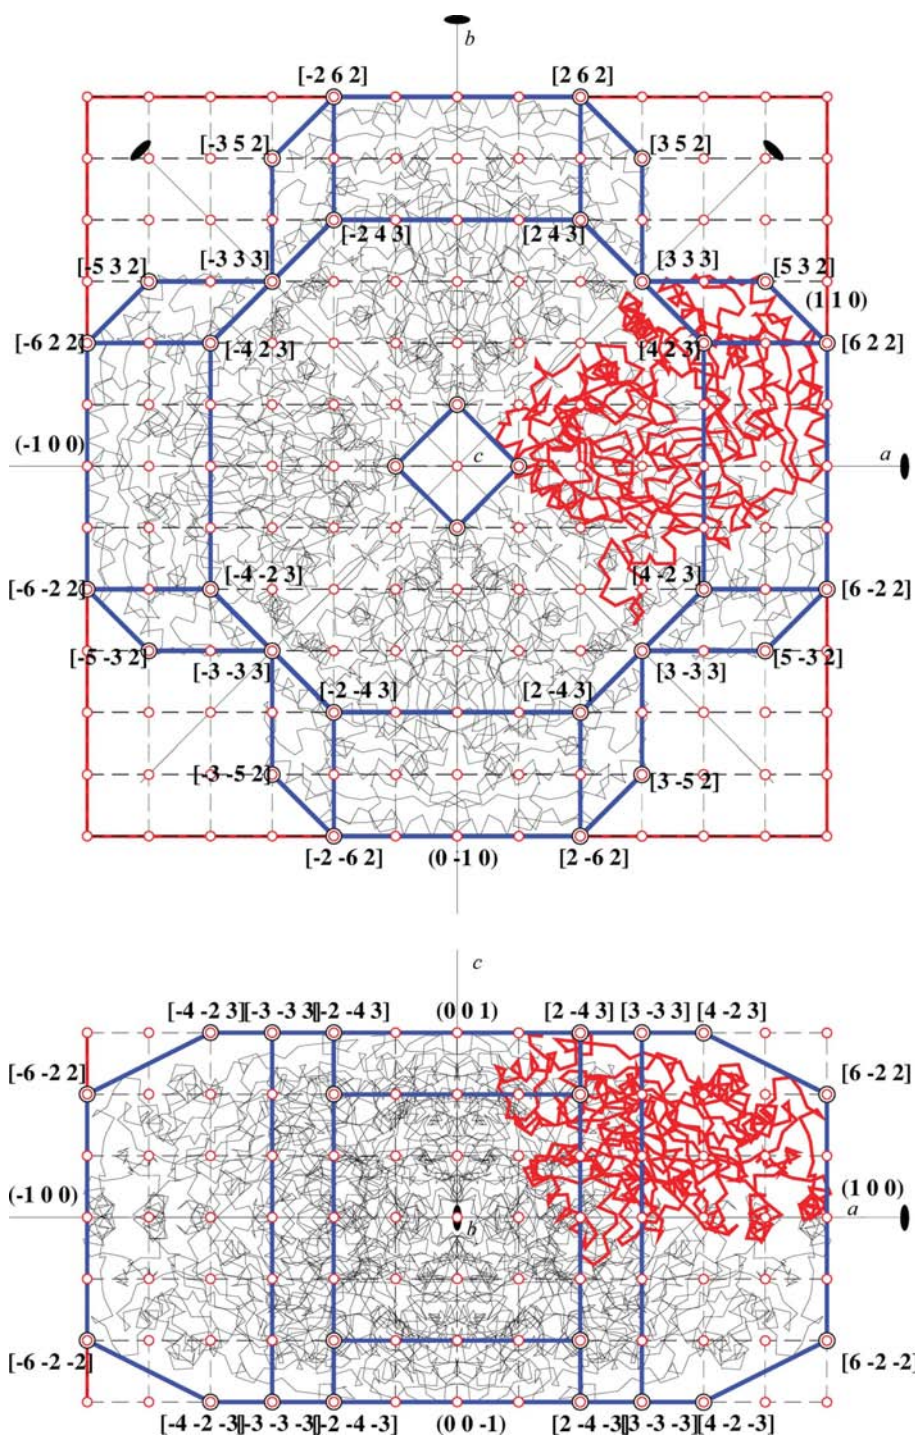 b
[-2 6 2] [2 6 2]
[-3 5 2] [3 5 2]
[-2 4 3] [2 4 3]
[-5 3 2] [-3 3 3] [3 3 3] [5 3 2]
(1 1 0)
[-6 2 2] [-4 2 3] [4 2 3] [6 2 2]
(-1 0 0) c a
[-6 -2 2] [-4 -2 3] [4 -2 3] [6 -2 2]
[-5 -3 2] [-3 -3 3] [3 -3 3] [5 -3 2]
[-2 -4 3] [2 -4 3]
[-3 -5 2] [3 -5 2]
[-2 -6 2] (0 -1 0) [2 -6 2]
c
[-4 -2 3] [-3 -3 3] [-2 -4 3] (0 0 1) [2 -4 3] [3 -3 3] [4 -2 3]
[-6 -2 2] [6 -2 2]
(-1 0 0) (1 0 0)
b a
[-6 -2 -2] [6 -2 -2]
[-4 -2 -3] [-3 -3 -3] [-2 -4 -3] (0 0 -1) [2 -4 -3] [3 -3 -3] [4 -2 -3]